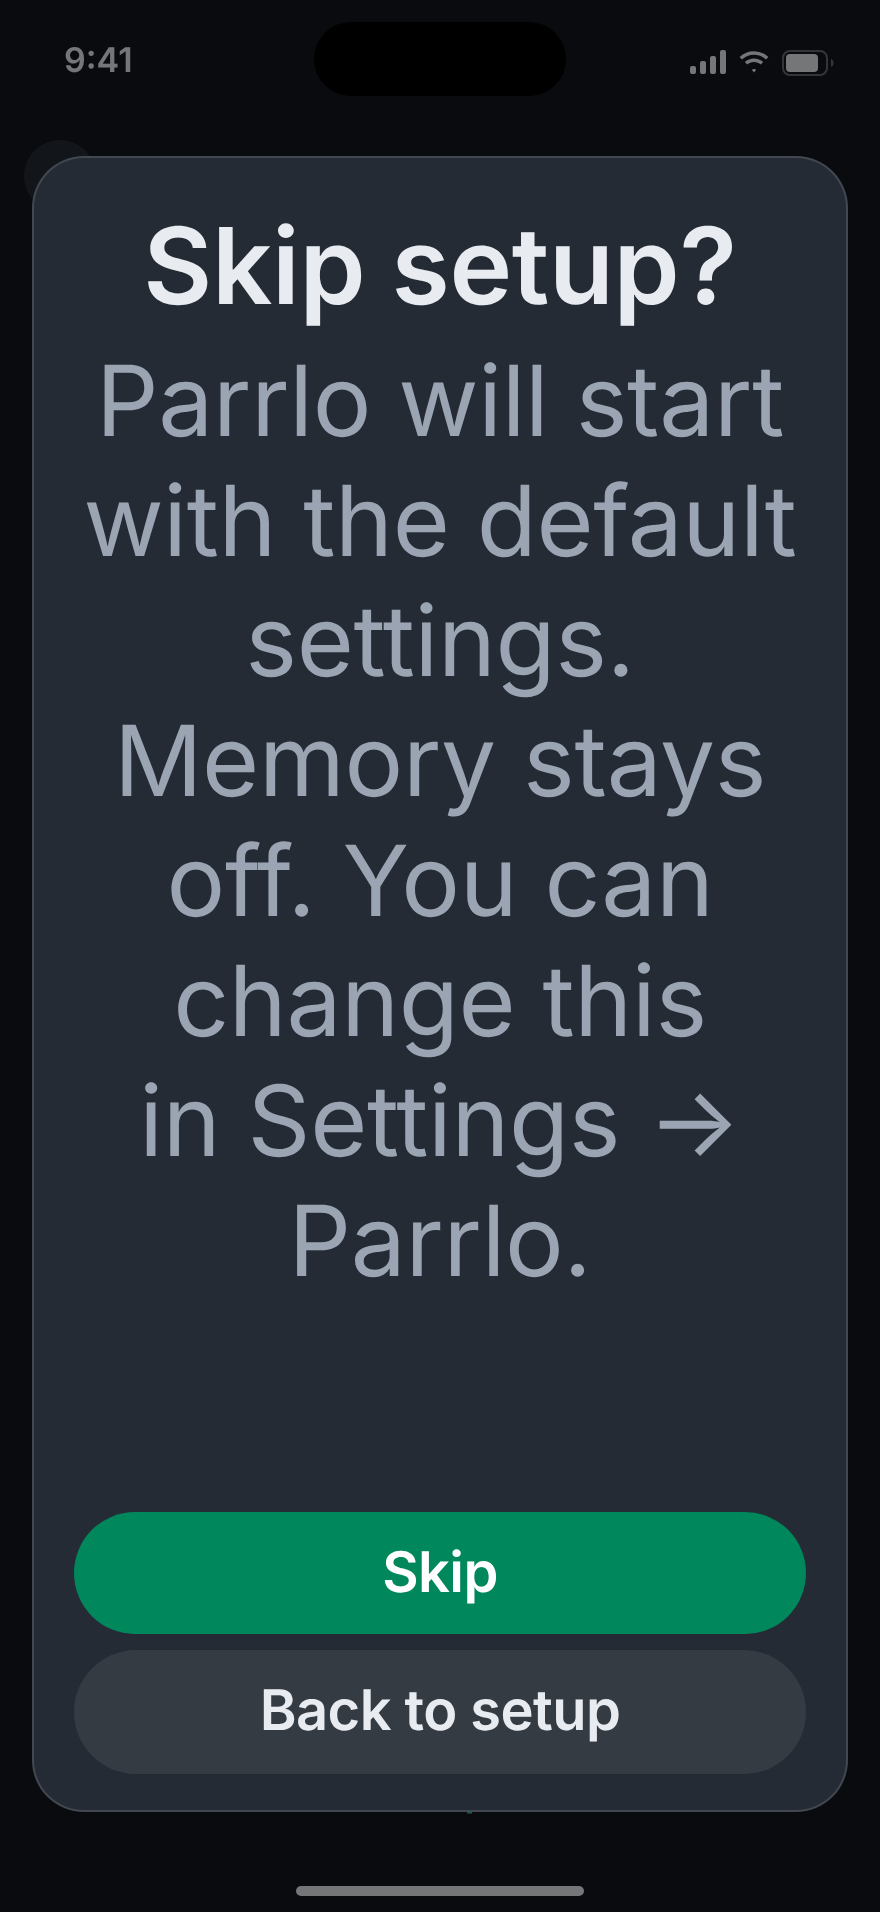 9:41
Skip setup?
Parrlo will start
with the default
settings.
Memory stays
off. You can
change this
in Settings →
Parrlo.
Skip
Back to setup